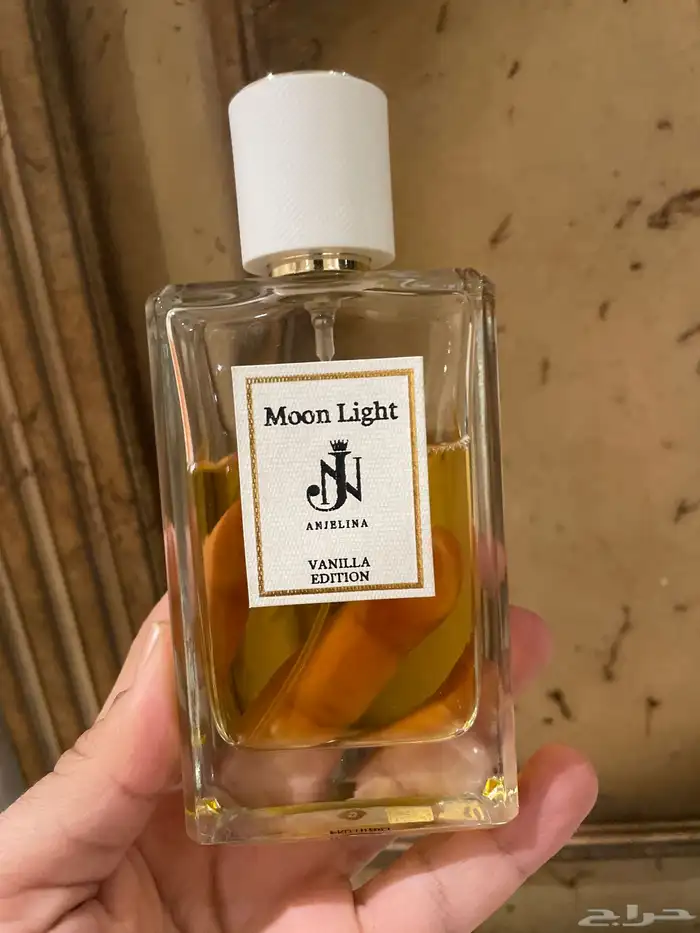 Moon Light
JN
ANJELINA
VANILLA
EDITION
حراج